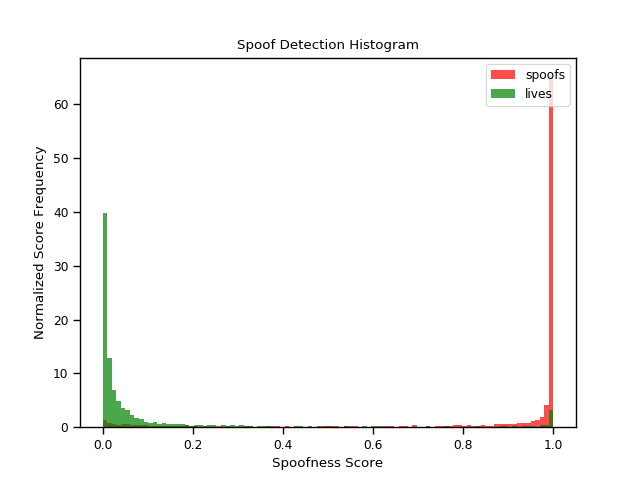 Spoof Detection Histogram
spoofs
lives
Normalized Score Frequency
60
50
40
30
20
10
0
0.0 0.2 0.4 0.6 0.8 1.0
Spoofness Score